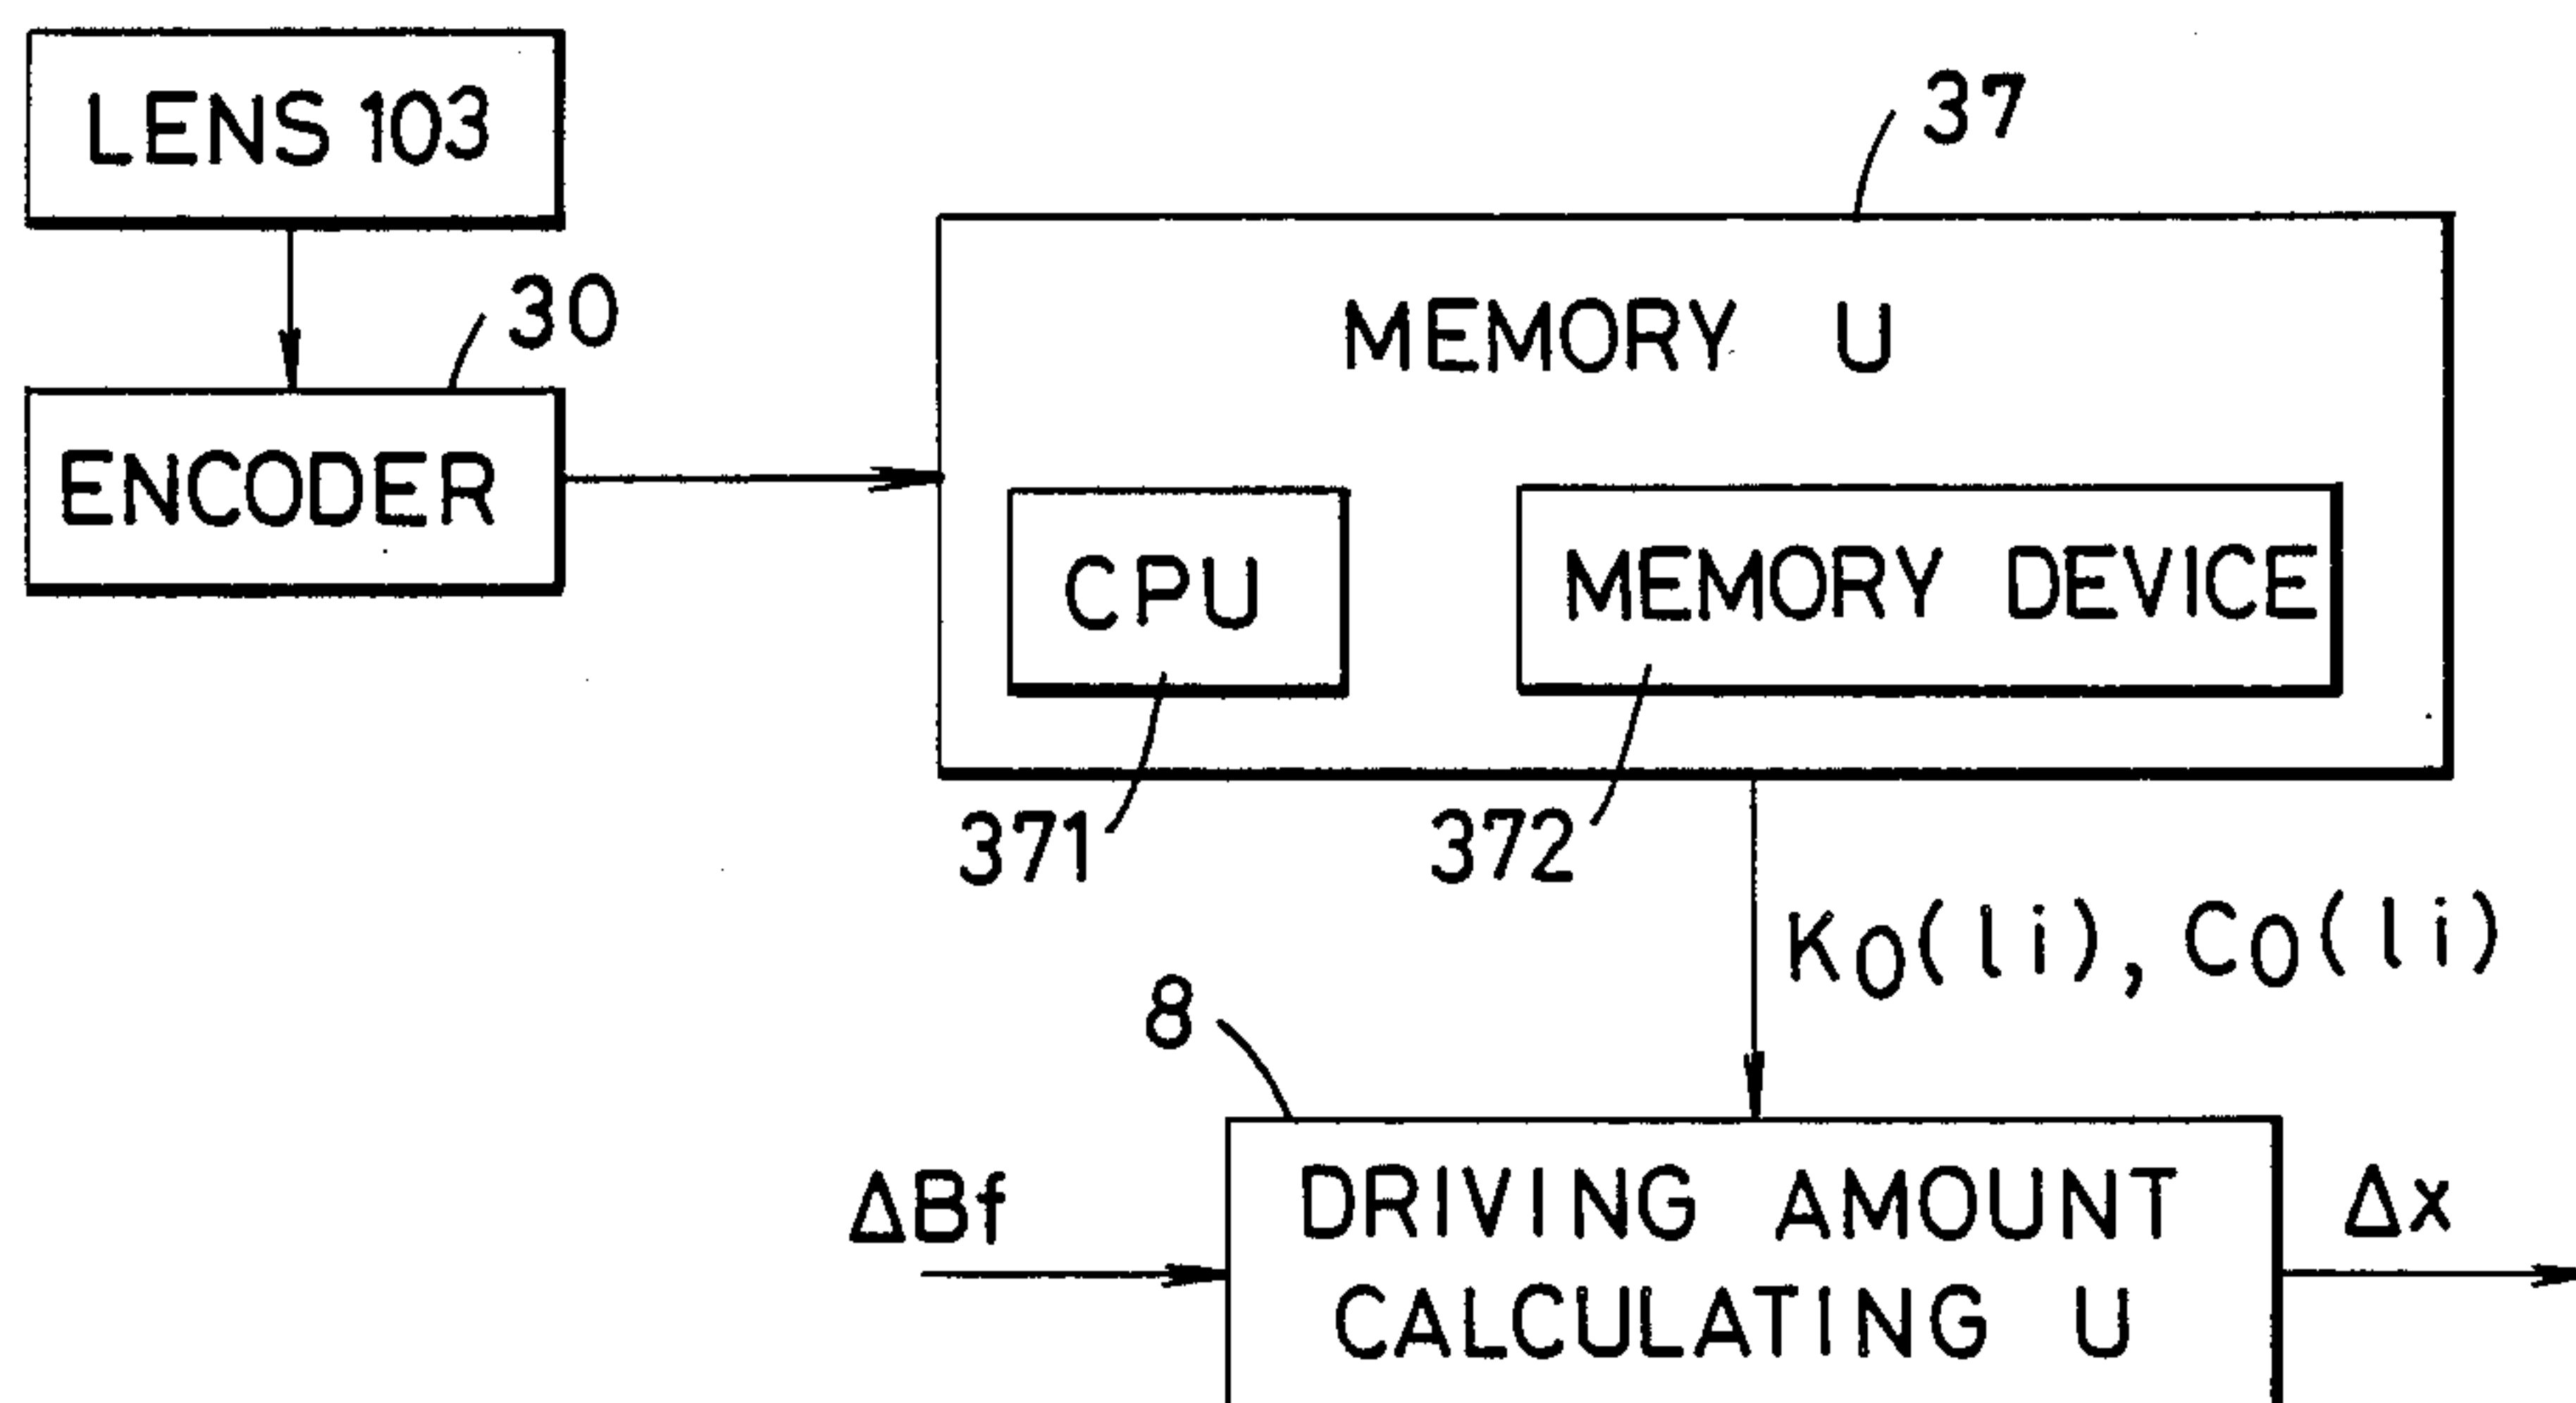 LENS 103
37
30
MEMORY U
ENCODER
CPU
MEMORY DEVICE
371
372
K0(li), C0(li)
8
ΔBf
DRIVING AMOUNT
CALCULATING U
Δx